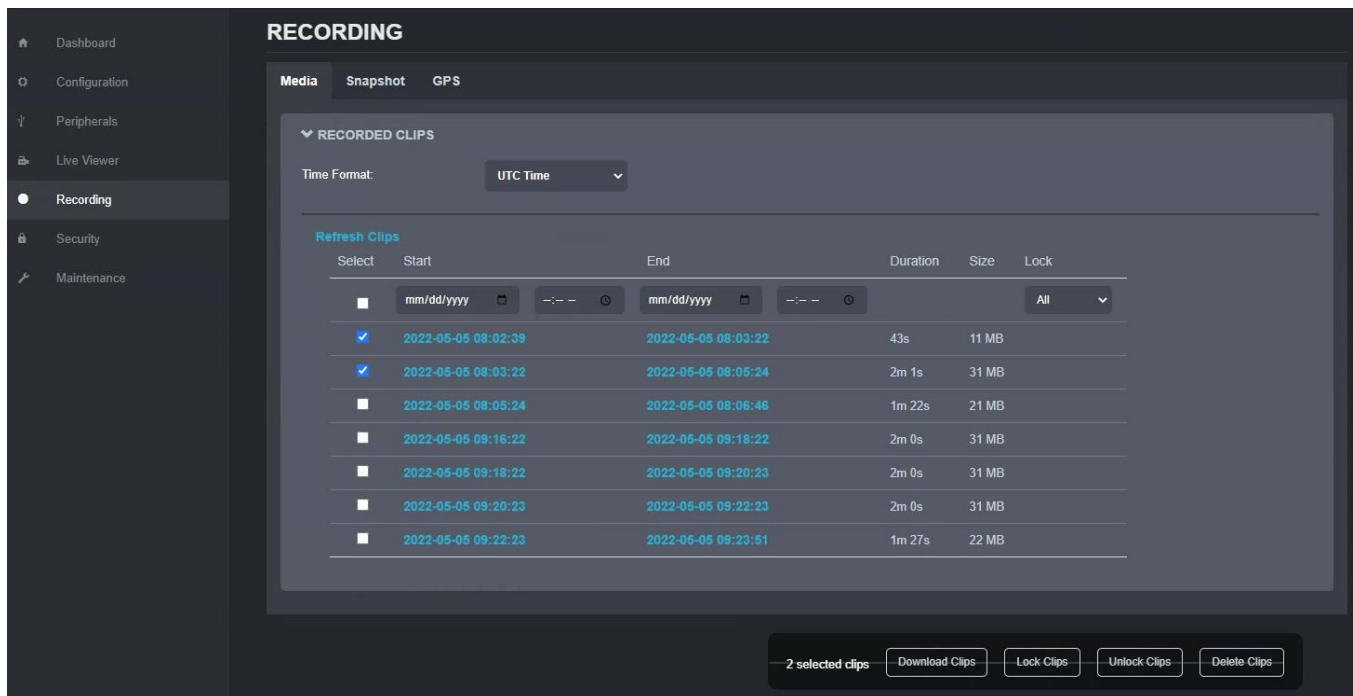 RECORDING
Dashboard
Configuration
Peripherals
Live Viewer
Recording
Security
Maintenance
Media Snapshot GPS
RECORDED CLIPS
Time Format: UTC Time
Refresh Clips
Select Start End Duration Size Lock
mm/dd/yyyy --:-- -- mm/dd/yyyy --:-- -- All
2022-05-05 08:02:39 2022-05-05 08:03:22 43s 11 MB
2022-05-05 08:03:22 2022-05-05 08:05:24 2m 1s 31 MB
2022-05-05 08:05:24 2022-05-05 08:06:46 1m 22s 21 MB
2022-05-05 09:16:22 2022-05-05 09:18:22 2m 0s 31 MB
2022-05-05 09:18:22 2022-05-05 09:20:23 2m 0s 31 MB
2022-05-05 09:20:23 2022-05-05 09:22:23 2m 0s 31 MB
2022-05-05 09:22:23 2022-05-05 09:23:51 1m 27s 22 MB
2 selected clips Download Clips Lock Clips Unlock Clips Delete Clips